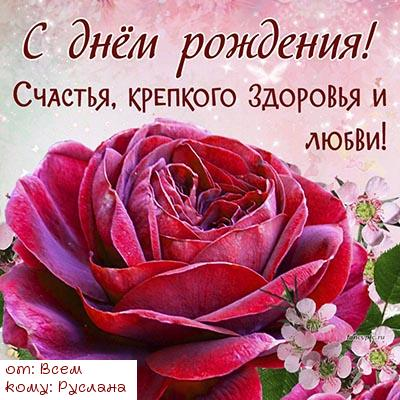 С днём рождения!
Счастья, крепкого здоровья и
любви!
от: Всем
кому: Руслана